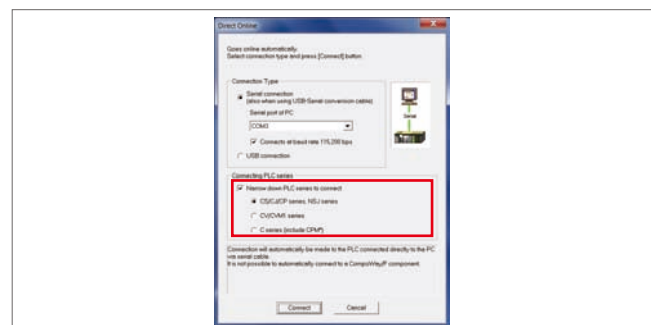 Direct Online
Goes online automatically.
Select connection type and press [Connect] button.
Connection Type
Serial connection
(also when using USB-Serial conversion cable)
Serial port of PC
COM3
Connects at baud rate 115,200 bps
USB connection
PLC
Serial
Connecting PLC series
Narrow down PLC series to connect
CS/CJ/CP series, NSJ series
CV/CVM1 series
C series (include CPM*)
Connection will automatically be made to the PLC connected directly to the PC
via serial cable.
It is not possible to automatically connect to a CompoWay/F component.
Connect
Cancel